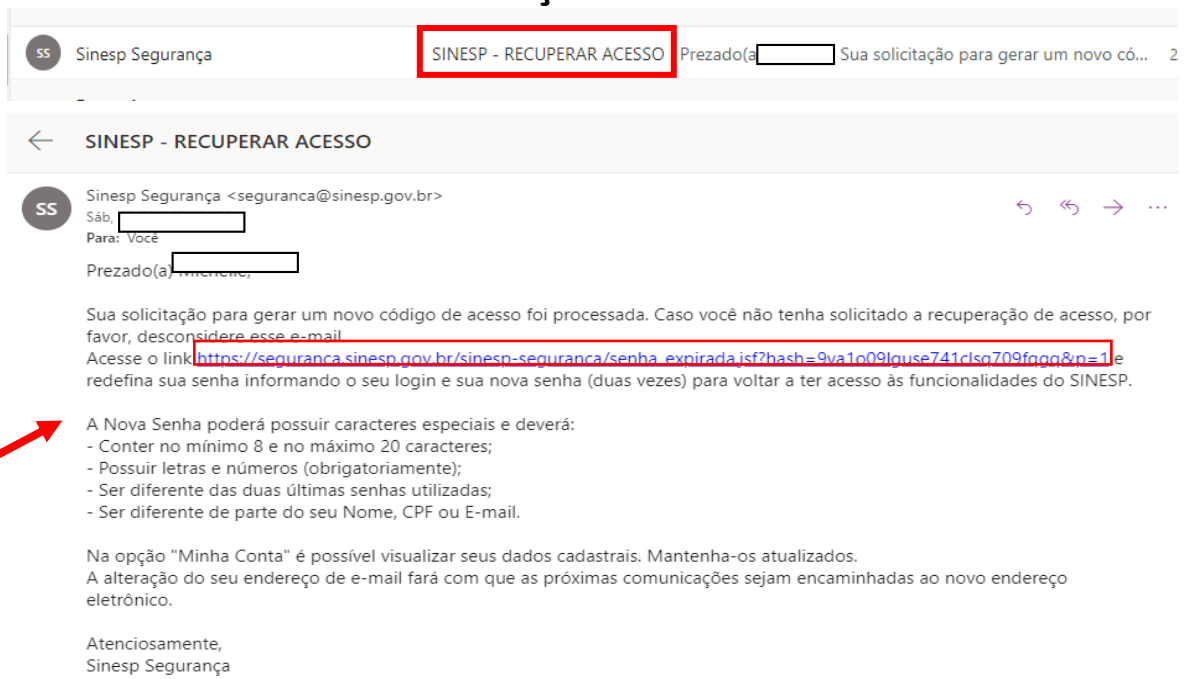 SS Sinesp Segurança SINESP - RECUPERAR ACESSO Prezado(a Sua solicitação para gerar um novo có... 2
SINESP - RECUPERAR ACESSO
SS
Sinesp Segurança <seguranca@sinesp.gov.br>
Sáb,
Para: Você
Prezado(a)
Sua solicitação para gerar um novo código de acesso foi processada. Caso você não tenha solicitado a recuperação de acesso, por
favor, desconsidere esse e-mail
Acesse o link https://seguranca.sinesp.gov.br/sinesp-seguranca/senha_expirada.jsf?hash=9va1o09lguse741clsq709fqgq&p=1 e
redefina sua senha informando o seu login e sua nova senha (duas vezes) para voltar a ter acesso às funcionalidades do SINESP.
A Nova Senha poderá possuir caracteres especiais e deverá:
- Conter no mínimo 8 e no máximo 20 caracteres;
- Possuir letras e números (obrigatoriamente);
- Ser diferente das duas últimas senhas utilizadas;
- Ser diferente de parte do seu Nome, CPF ou E-mail.
Na opção "Minha Conta" é possível visualizar seus dados cadastrais. Mantenha-os atualizados.
A alteração do seu endereço de e-mail fará com que as próximas comunicações sejam encaminhadas ao novo endereço
eletrônico.
Atenciosamente,
Sinesp Segurança